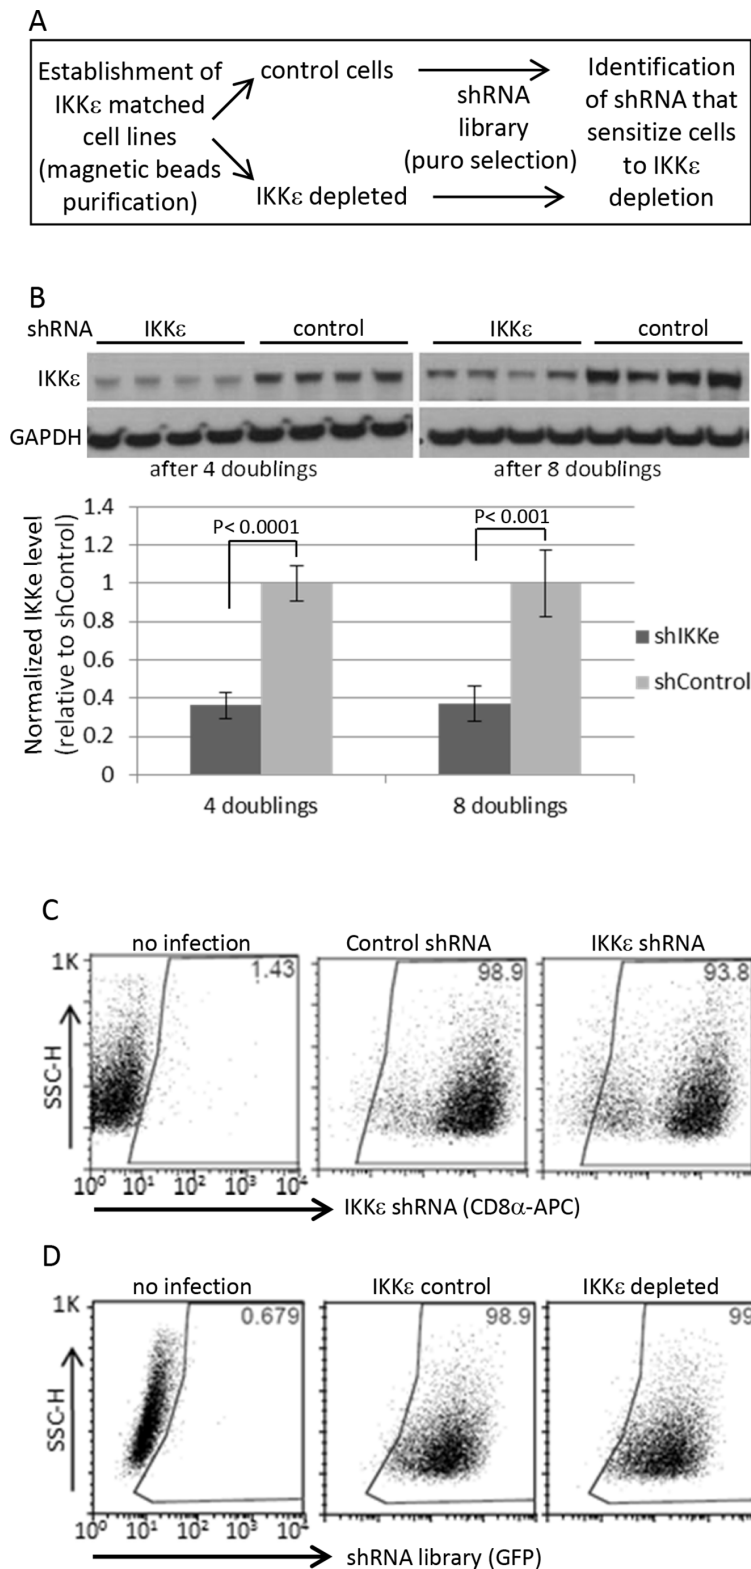 A
Establishment of
IKKε matched
cell lines
(magnetic beads
purification)
control cells
IKKε depleted
shRNA
library
(puro selection)
Identification
of shRNA that
sensitize cells
to IKKε
depletion
B
shRNA IKKε control IKKε control
IKKε
GAPDH
after 4 doublings after 8 doublings
Normalized IKKe level
(relative to shControl)
1.4
1.2
1
0.8
0.6
0.4
0.2
0
P< 0.0001
P< 0.001
shIKKe
shControl
4 doublings 8 doublings
C
no infection Control shRNA IKKε shRNA
1K
1.43 98.9 93.8
SSC-H
10⁰ 10¹ 10² 10³ 10⁴
IKKε shRNA (CD8α-APC)
D
no infection IKKε control IKKε depleted
1K
0.679 98.9 99
SSC-H
10⁰ 10¹ 10² 10³ 10⁴
shRNA library (GFP)